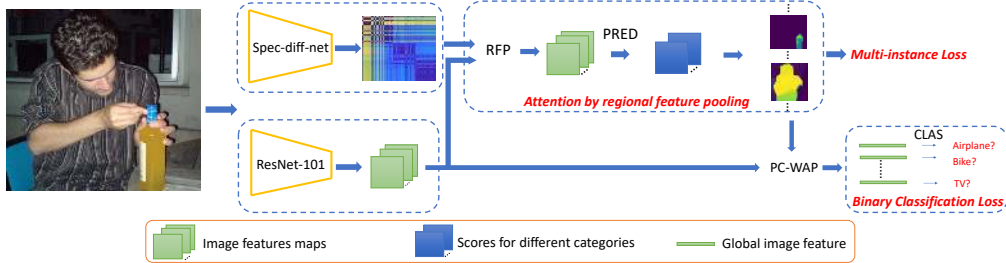 Spec-diff-net
RFP
PRED
Multi-instance Loss
Attention by regional feature pooling
ResNet-101
PC-WAP
CLAS
Airplane?
Bike?
TV?
Binary Classification Loss
Image features maps
Scores for different categories
Global image feature